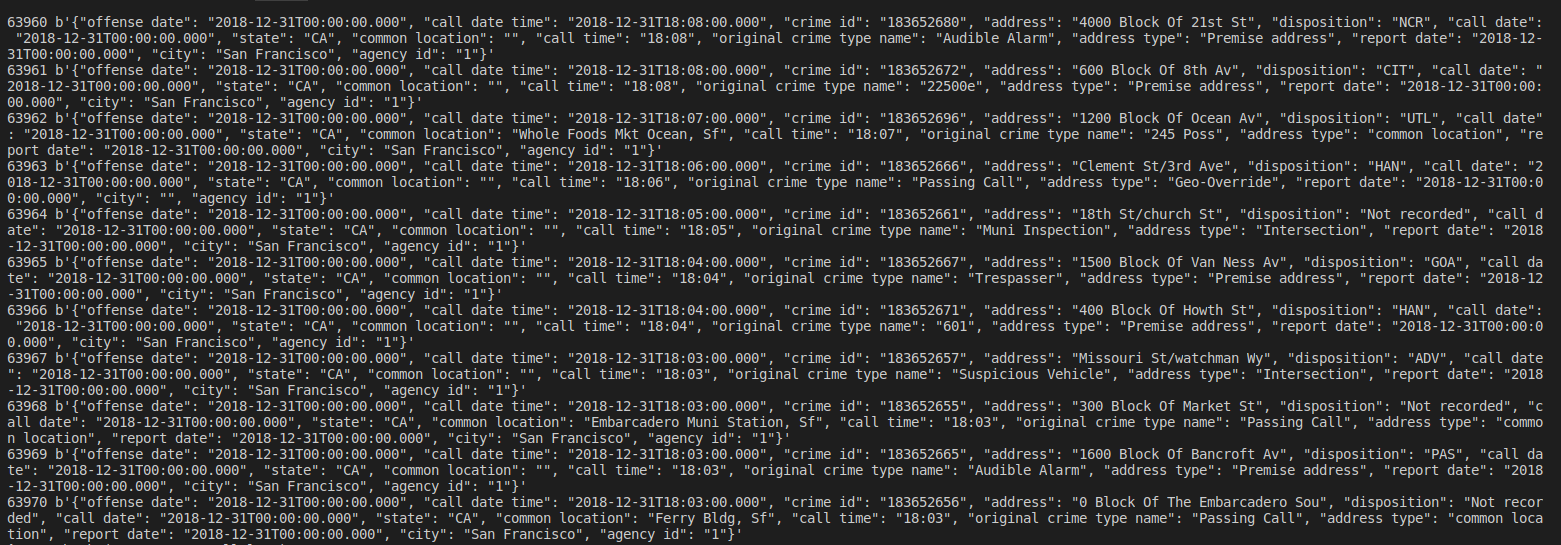 63960 b'{"offense date": "2018-12-31T00:00:00.000", "call date time": "2018-12-31T18:08:00.000", "crime id": "183652680", "address": "4000 Block Of 21st St", "disposition": "NCR", "call date":
"2018-12-31T00:00:00.000", "state": "CA", "common location": "", "call time": "18:08", "original crime type name": "Audible Alarm", "address type": "Premise address", "report date": "2018-12-
31T00:00:00.000", "city": "San Francisco", "agency id": "1"}'
63961 b'{"offense date": "2018-12-31T00:00:00.000", "call date time": "2018-12-31T18:08:00.000", "crime id": "183652672", "address": "600 Block Of 8th Av", "disposition": "CIT", "call date": "
2018-12-31T00:00:00.000", "state": "CA", "common location": "", "call time": "18:08", "original crime type name": "22500e", "address type": "Premise address", "report date": "2018-12-31T00:00:
00.000", "city": "San Francisco", "agency id": "1"}'
63962 b'{"offense date": "2018-12-31T00:00:00.000", "call date time": "2018-12-31T18:07:00.000", "crime id": "183652696", "address": "1200 Block Of Ocean Av", "disposition": "UTL", "call date"
: "2018-12-31T00:00:00.000", "state": "CA", "common location": "Whole Foods Mkt Ocean, Sf", "call time": "18:07", "original crime type name": "245 Poss", "address type": "common location", "re
port date": "2018-12-31T00:00:00.000", "city": "San Francisco", "agency id": "1"}'
63963 b'{"offense date": "2018-12-31T00:00:00.000", "call date time": "2018-12-31T18:06:00.000", "crime id": "183652666", "address": "Clement St/3rd Ave", "disposition": "HAN", "call date": "2
018-12-31T00:00:00.000", "state": "CA", "common location": "", "call time": "18:06", "original crime type name": "Passing Call", "address type": "Geo-Override", "report date": "2018-12-31T00:0
0:00.000", "city": "", "agency id": "1"}'
63964 b'{"offense date": "2018-12-31T00:00:00.000", "call date time": "2018-12-31T18:05:00.000", "crime id": "183652661", "address": "18th St/church St", "disposition": "Not recorded", "call d
ate": "2018-12-31T00:00:00.000", "state": "CA", "common location": "", "call time": "18:05", "original crime type name": "Muni Inspection", "address type": "Intersection", "report date": "2018
-12-31T00:00:00.000", "city": "San Francisco", "agency id": "1"}'
63965 b'{"offense date": "2018-12-31T00:00:00.000", "call date time": "2018-12-31T18:04:00.000", "crime id": "183652667", "address": "1500 Block Of Van Ness Av", "disposition": "GOA", "call da
te": "2018-12-31T00:00:00.000", "state": "CA", "common location": "", "call time": "18:04", "original crime type name": "Trespasser", "address type": "Premise address", "report date": "2018-12
-31T00:00:00.000", "city": "San Francisco", "agency id": "1"}'
63966 b'{"offense date": "2018-12-31T00:00:00.000", "call date time": "2018-12-31T18:04:00.000", "crime id": "183652671", "address": "400 Block Of Howth St", "disposition": "HAN", "call date":
"2018-12-31T00:00:00.000", "state": "CA", "common location": "", "call time": "18:04", "original crime type name": "601", "address type": "Premise address", "report date": "2018-12-31T00:00:0
0.000", "city": "San Francisco", "agency id": "1"}'
63967 b'{"offense date": "2018-12-31T00:00:00.000", "call date time": "2018-12-31T18:03:00.000", "crime id": "183652657", "address": "Missouri St/watchman Wy", "disposition": "ADV", "call date
": "2018-12-31T00:00:00.000", "state": "CA", "common location": "", "call time": "18:03", "original crime type name": "Suspicious Vehicle", "address type": "Intersection", "report date": "2018
-12-31T00:00:00.000", "city": "San Francisco", "agency id": "1"}'
63968 b'{"offense date": "2018-12-31T00:00:00.000", "call date time": "2018-12-31T18:03:00.000", "crime id": "183652655", "address": "300 Block Of Market St", "disposition": "Not recorded", "c
all date": "2018-12-31T00:00:00.000", "state": "CA", "common location": "Embarcadero Muni Station, Sf", "call time": "18:03", "original crime type name": "Passing Call", "address type": "commo
n location", "report date": "2018-12-31T00:00:00.000", "city": "San Francisco", "agency id": "1"}'
63969 b'{"offense date": "2018-12-31T00:00:00.000", "call date time": "2018-12-31T18:03:00.000", "crime id": "183652665", "address": "1600 Block Of Bancroft Av", "disposition": "PAS", "call da
te": "2018-12-31T00:00:00.000", "state": "CA", "common location": "", "call time": "18:03", "original crime type name": "Audible Alarm", "address type": "Premise address", "report date": "2018
-12-31T00:00:00.000", "city": "San Francisco", "agency id": "1"}'
63970 b'{"offense date": "2018-12-31T00:00:00.000", "call date time": "2018-12-31T18:03:00.000", "crime id": "183652656", "address": "0 Block Of The Embarcadero Sou", "disposition": "Not recor
ded", "call date": "2018-12-31T00:00:00.000", "state": "CA", "common location": "Ferry Bldg, Sf", "call time": "18:03", "original crime type name": "Passing Call", "address type": "common loca
tion", "report date": "2018-12-31T00:00:00.000", "city": "San Francisco", "agency id": "1"}'